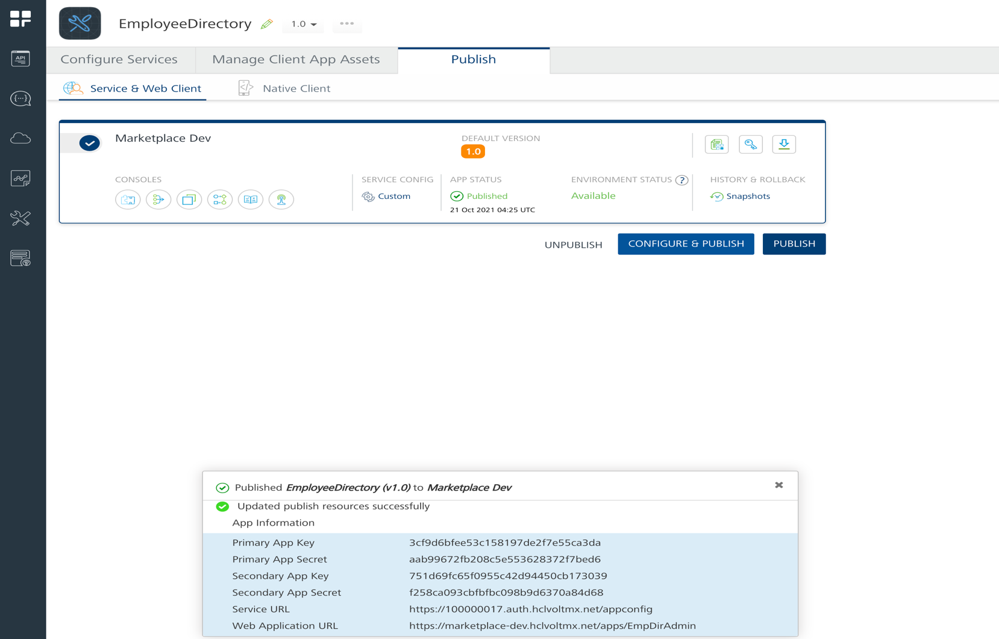 EmployeeDirectory 1.0
API
Configure Services Manage Client App Assets Publish
Service & Web Client Native Client
Marketplace Dev
DEFAULT VERSION
1.0
CONSOLES
SERVICE CONFIG
Custom
APP STATUS
Published
21 Oct 2021 04:25 UTC
ENVIRONMENT STATUS ?
Available
HISTORY & ROLLBACK
Snapshots
UNPUBLISH CONFIGURE & PUBLISH PUBLISH
Published EmployeeDirectory (v1.0) to Marketplace Dev
Updated publish resources successfully
App Information
Primary App Key 3cf9d6bfee53c158197de2f7e55ca3da
Primary App Secret aab99672fb208c5e553628372f7bed6
Secondary App Key 751d69fc65f0955c42d94450cb173039
Secondary App Secret f258ca093cbfbfbc098b9d6370a84d68
Service URL https://100000017.auth.hclvoltmx.net/appconfig
Web Application URL https://marketplace-dev.hclvoltmx.net/apps/EmpDirAdmin